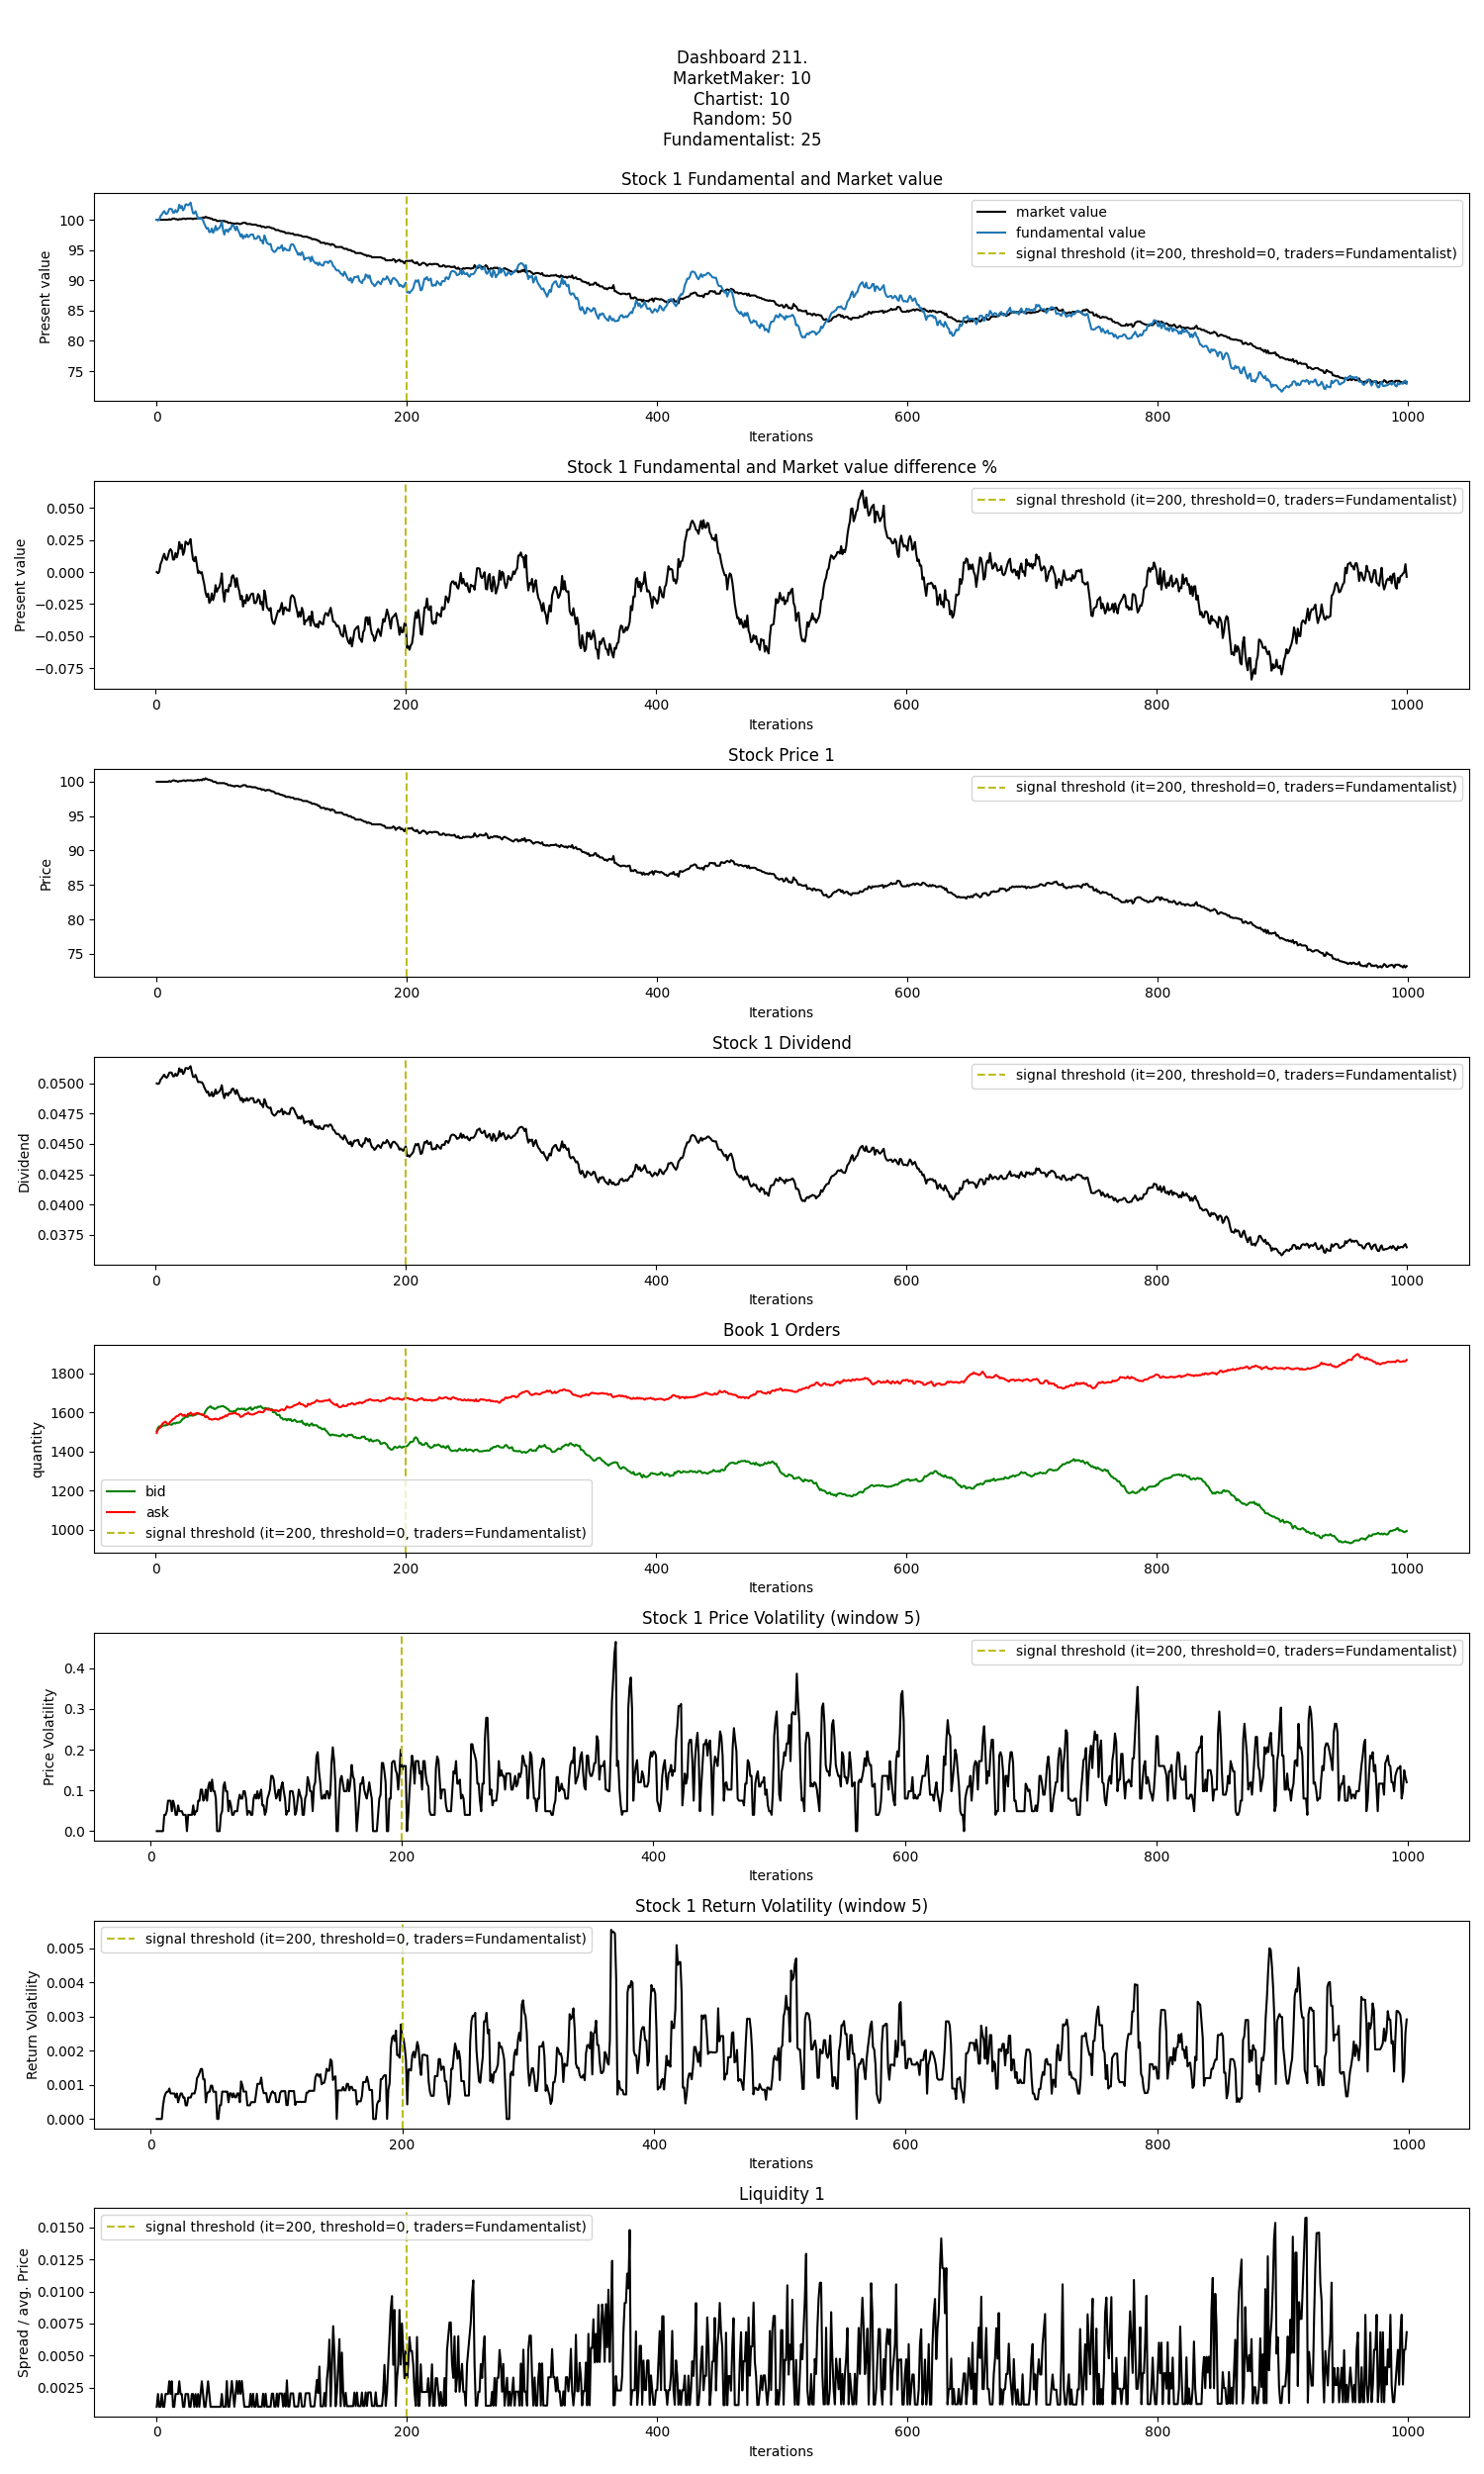 Dashboard 211.
MarketMaker: 10
Chartist: 10
Random: 50
Fundamentalist: 25
Stock 1 Fundamental and Market value
market value
fundamental value
signal threshold (it=200, threshold=0, traders=Fundamentalist)
Present value
100
95
90
85
80
75
0 200 400 600 800 1000
Iterations
Stock 1 Fundamental and Market value difference %
signal threshold (it=200, threshold=0, traders=Fundamentalist)
Present value
0.050
0.025
0.000
−0.025
−0.050
−0.075
0 200 400 600 800 1000
Iterations
Stock Price 1
signal threshold (it=200, threshold=0, traders=Fundamentalist)
Price
100
95
90
85
80
75
0 200 400 600 800 1000
Iterations
Stock 1 Dividend
signal threshold (it=200, threshold=0, traders=Fundamentalist)
Dividend
0.0500
0.0475
0.0450
0.0425
0.0400
0.0375
0 200 400 600 800 1000
Iterations
Book 1 Orders
quantity
1800
1600
1400
1200
1000
bid
ask
signal threshold (it=200, threshold=0, traders=Fundamentalist)
0 200 400 600 800 1000
Iterations
Stock 1 Price Volatility (window 5)
signal threshold (it=200, threshold=0, traders=Fundamentalist)
Price Volatility
0.4
0.3
0.2
0.1
0.0
0 200 400 600 800 1000
Iterations
Stock 1 Return Volatility (window 5)
signal threshold (it=200, threshold=0, traders=Fundamentalist)
Return Volatility
0.005
0.004
0.003
0.002
0.001
0.000
0 200 400 600 800 1000
Iterations
Liquidity 1
signal threshold (it=200, threshold=0, traders=Fundamentalist)
Spread / avg. Price
0.0150
0.0125
0.0100
0.0075
0.0050
0.0025
0 200 400 600 800 1000
Iterations